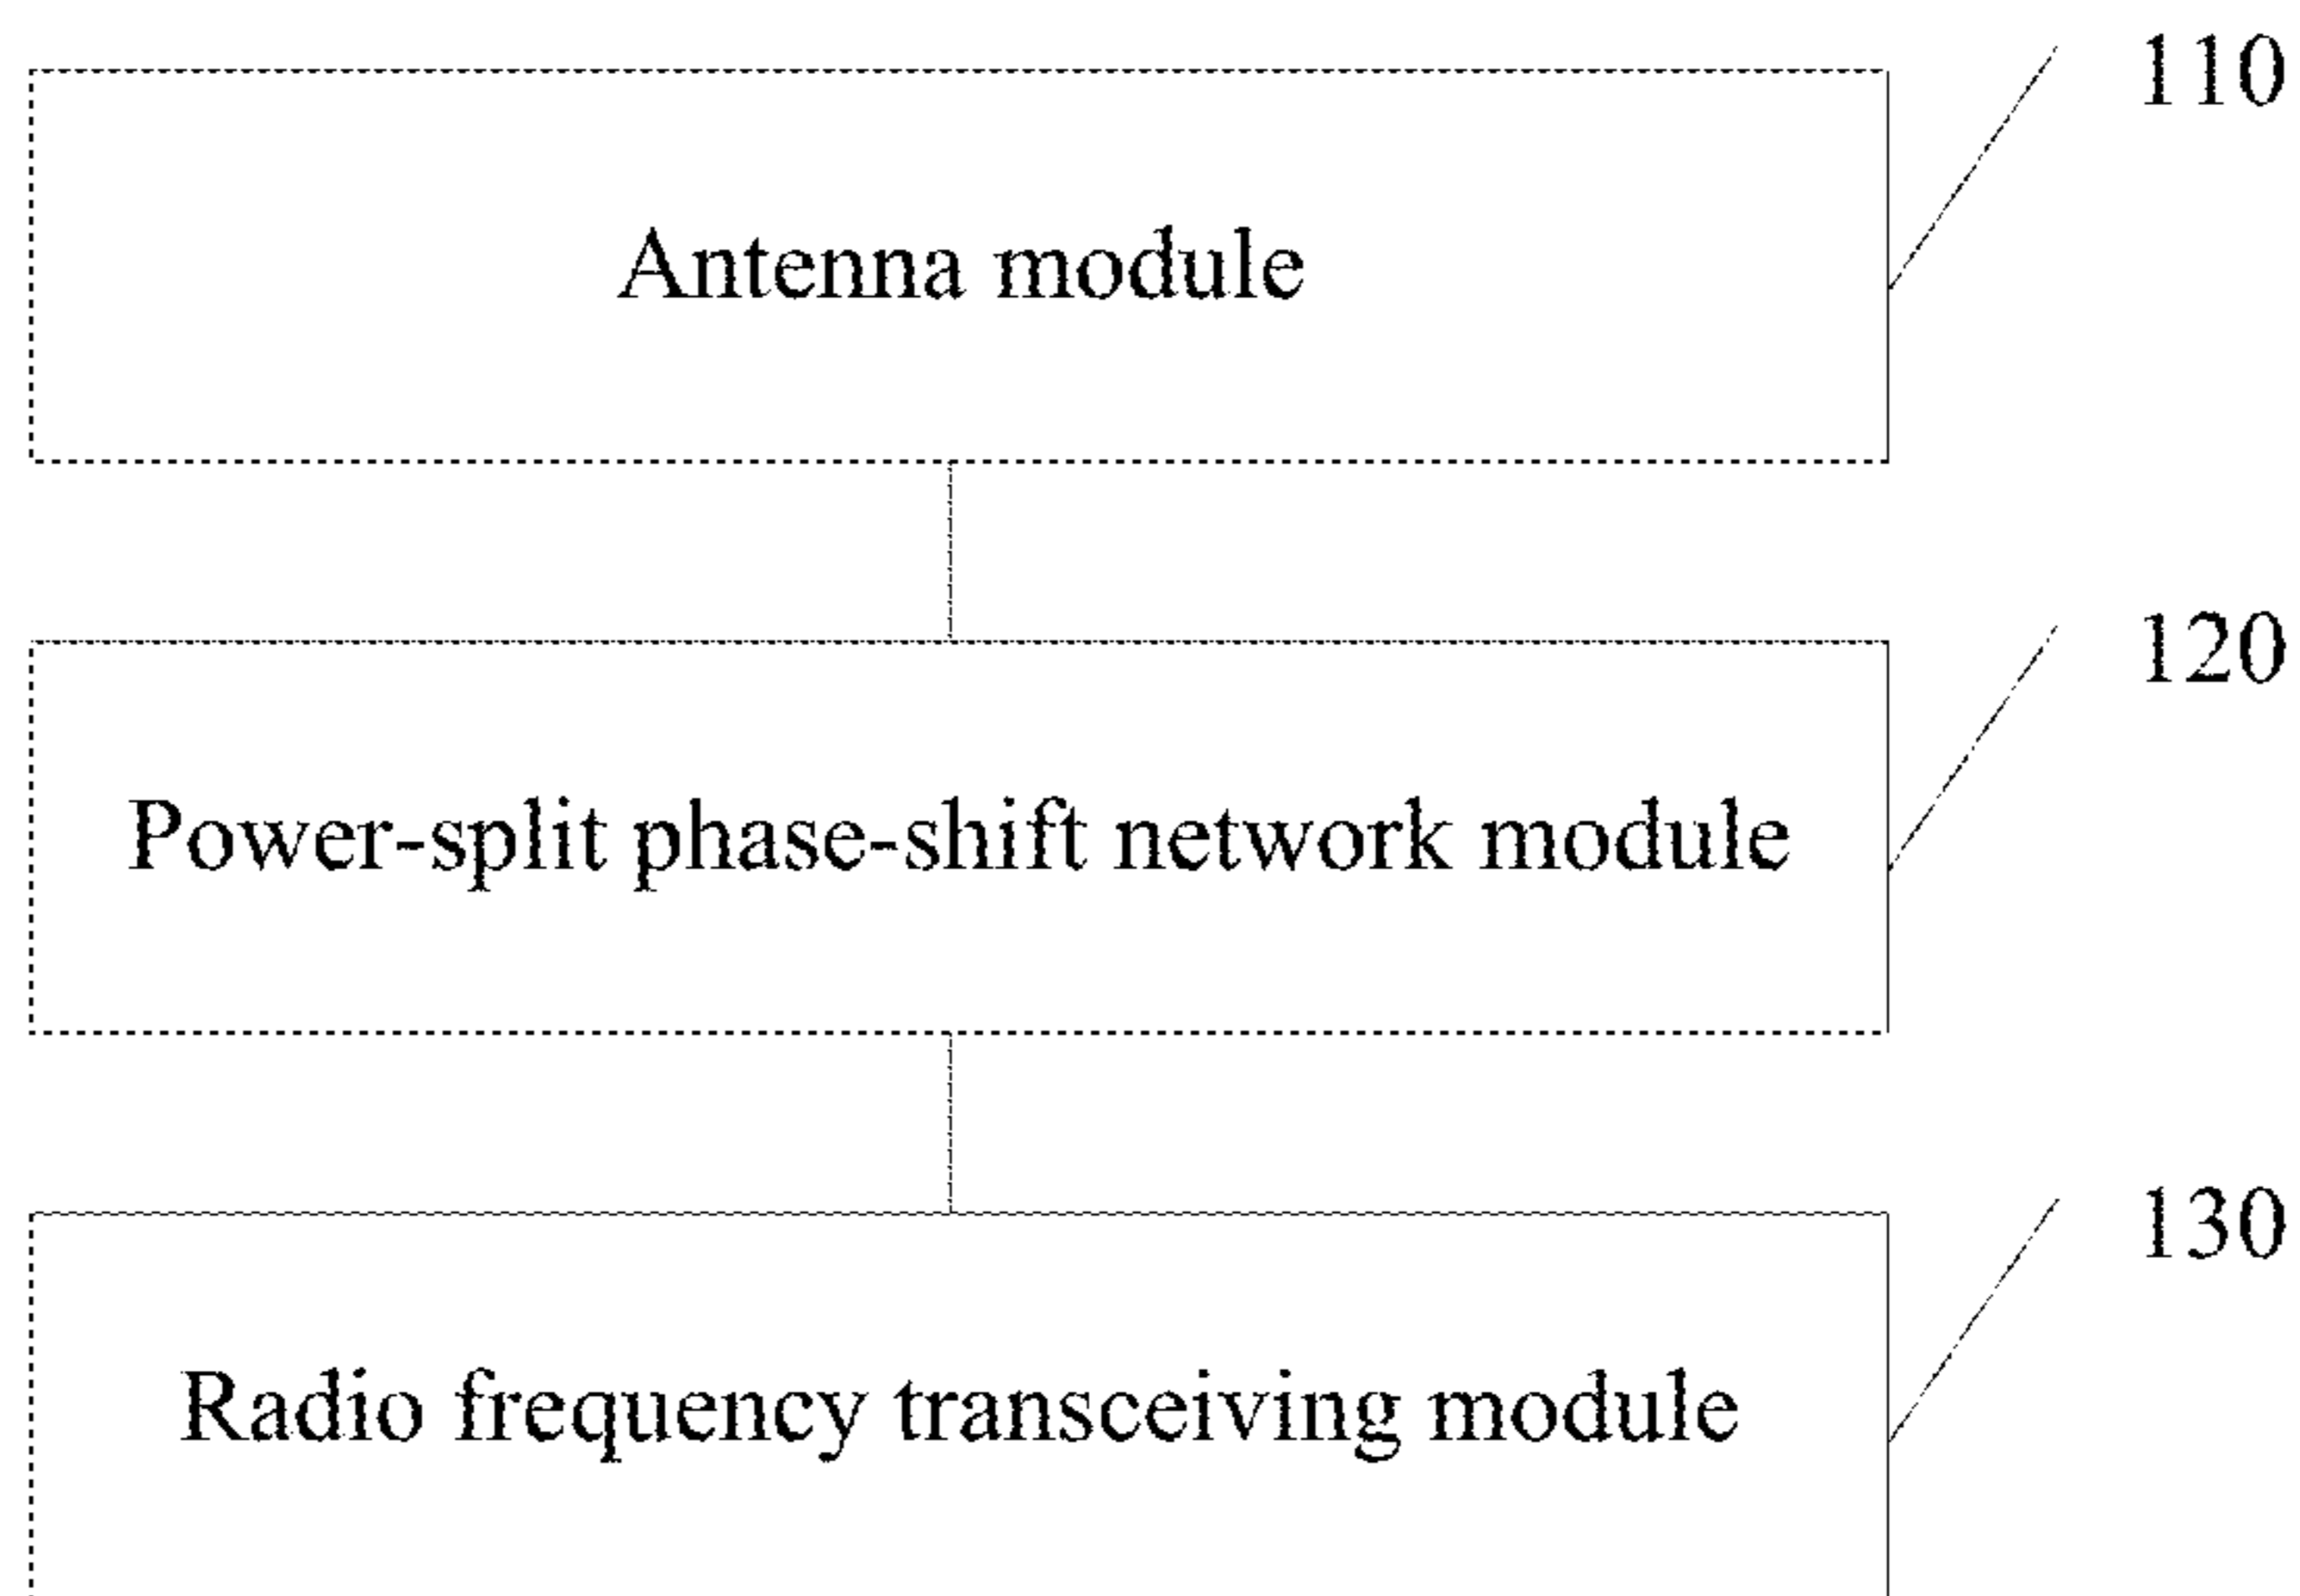 110
Antenna module
120
Power-split phase-shift network module
130
Radio frequency transceiving module